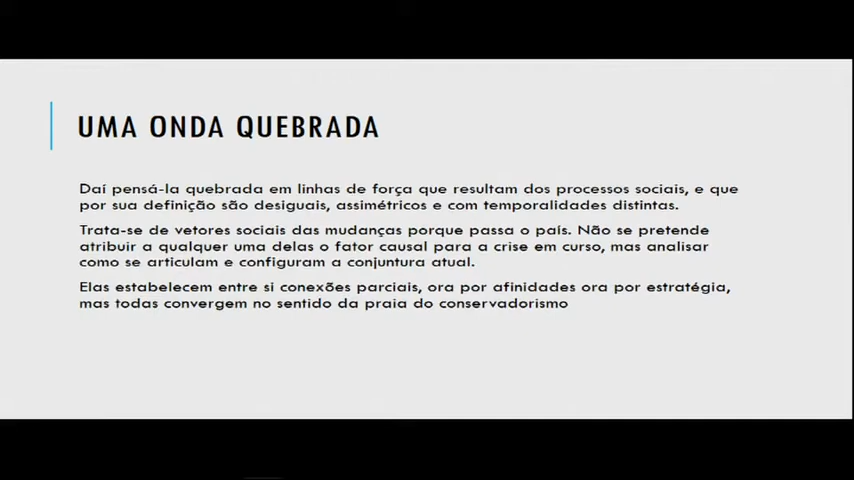 UMA ONDA QUEBRADA
Daí pensá-la quebrada em linhas de força que resultam dos processos sociais, e que
por sua definição são desiguais, assimétricos e com temporalidades distintas.
Trata-se de vetores sociais das mudanças porque passa o país. Não se pretende
atribuir a qualquer uma delas o fator causal para a crise em curso, mas analisar
como se articulam e configuram a conjuntura atual.
Elas estabelecem entre si conexões parciais, ora por afinidades ora por estratégia,
mas todas convergem no sentido da praia do conservadorismo